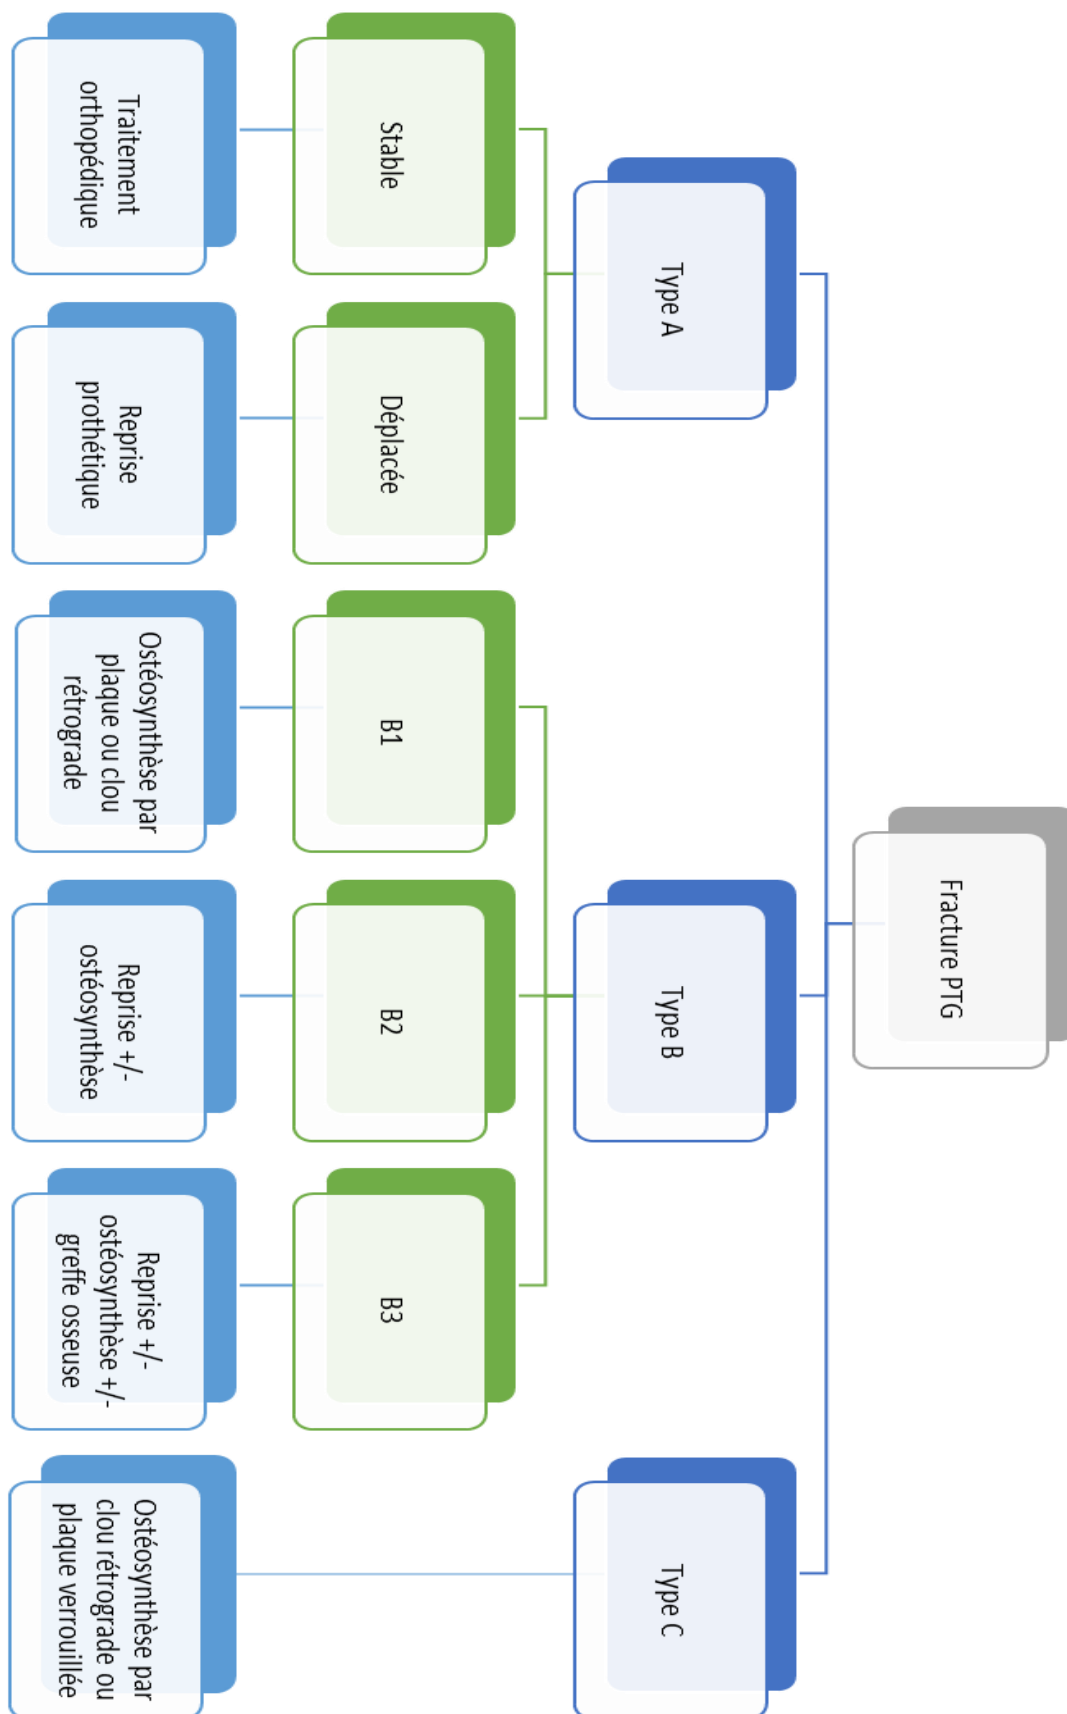 Fracture PTG
Type A
Type B
Type C
Stable
Déplacée
B1
B2
B3
Traitement
orthopédique
Reprise
prothétique
Ostéosynthèse par
plaque ou clou
rétrograde
Reprise +/-
ostéosynthèse
Reprise +/-
ostéosynthèse +/-
greffe osseuse
Ostéosynthèse par
clou rétrograde ou
plaque verrouillée